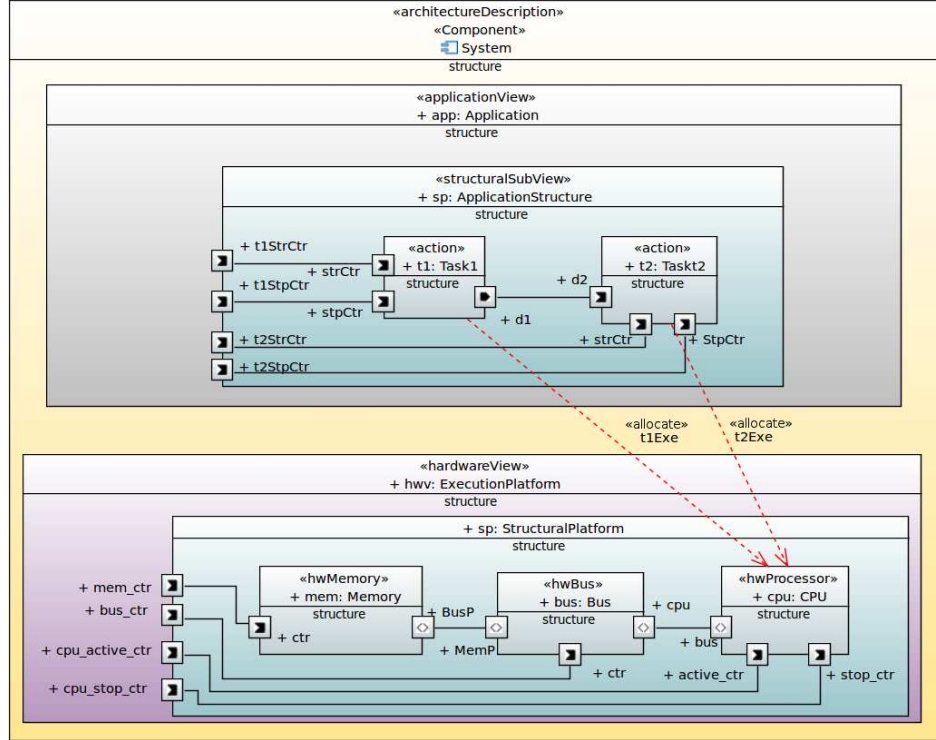 «architectureDescription»
«Component»
System
structure
«applicationView»
+ app: Application
structure
«structuralSubView»
+ sp: ApplicationStructure
structure
+ t1StrCtr
+ strCtr
+ t1StpCtr
+ stpCtr
«action»
+ t1: Task1
structure
+ d1
+ d2
«action»
+ t2: Taskt2
structure
+ t2StrCtr
+ strCtr
+ StpCtr
+ t2StpCtr
«allocate»
t1Exe
«allocate»
t2Exe
«hardwareView»
+ hwv: ExecutionPlatform
structure
+ sp: StructuralPlatform
structure
+ mem_ctr
+ bus_ctr
+ cpu_active_ctr
+ cpu_stop_ctr
«hwMemory»
+ mem: Memory
structure
+ ctr
+ BusP
+ MemP
«hwBus»
+ bus: Bus
structure
+ ctr
+ cpu
+ bus
«hwProcessor»
+ cpu: CPU
structure
+ active_ctr
+ stop_ctr